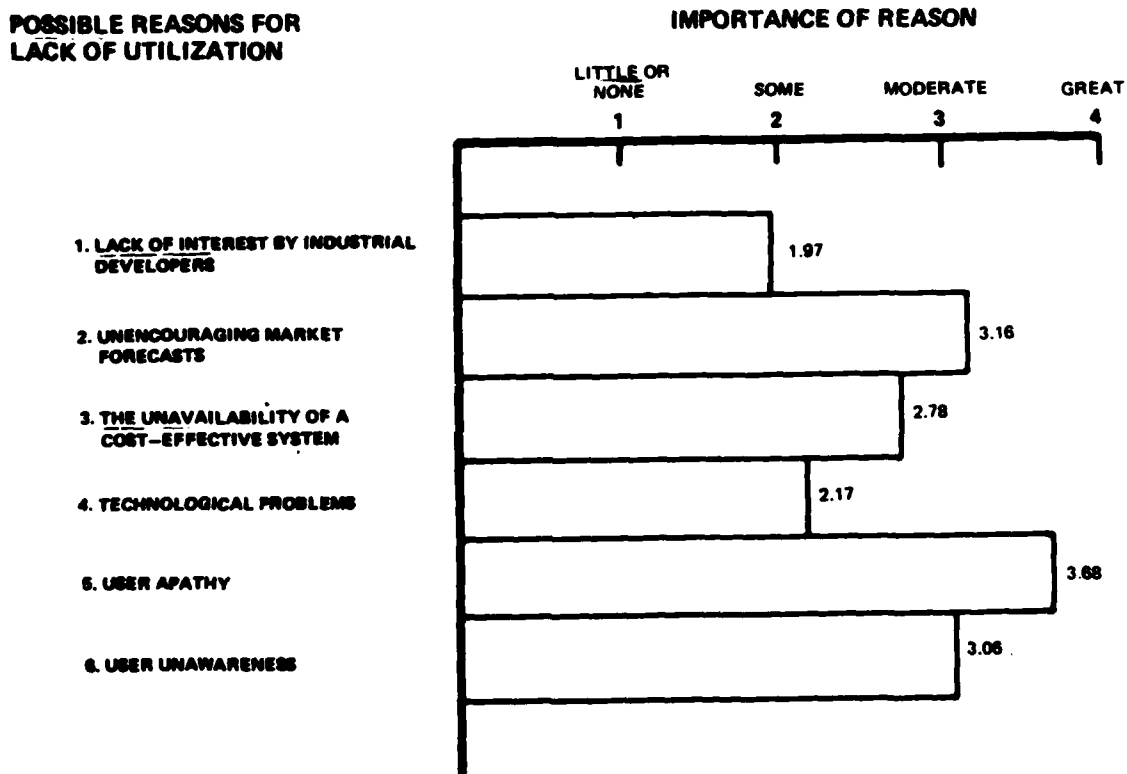 POSSIBLE REASONS FOR
LACK OF UTILIZATION
IMPORTANCE OF REASON
LITTLE OR
NONE
SOME
MODERATE
GREAT
1
2
3
4
1. LACK OF INTEREST BY INDUSTRIAL
DEVELOPERS
1.97
2. UNENCOURAGING MARKET
FORECASTS
3.16
3. THE UNAVAILABILITY OF A
COST-EFFECTIVE SYSTEM
2.78
4. TECHNOLOGICAL PROBLEMS
2.17
5. USER APATHY
3.68
6. USER UNAWARENESS
3.06